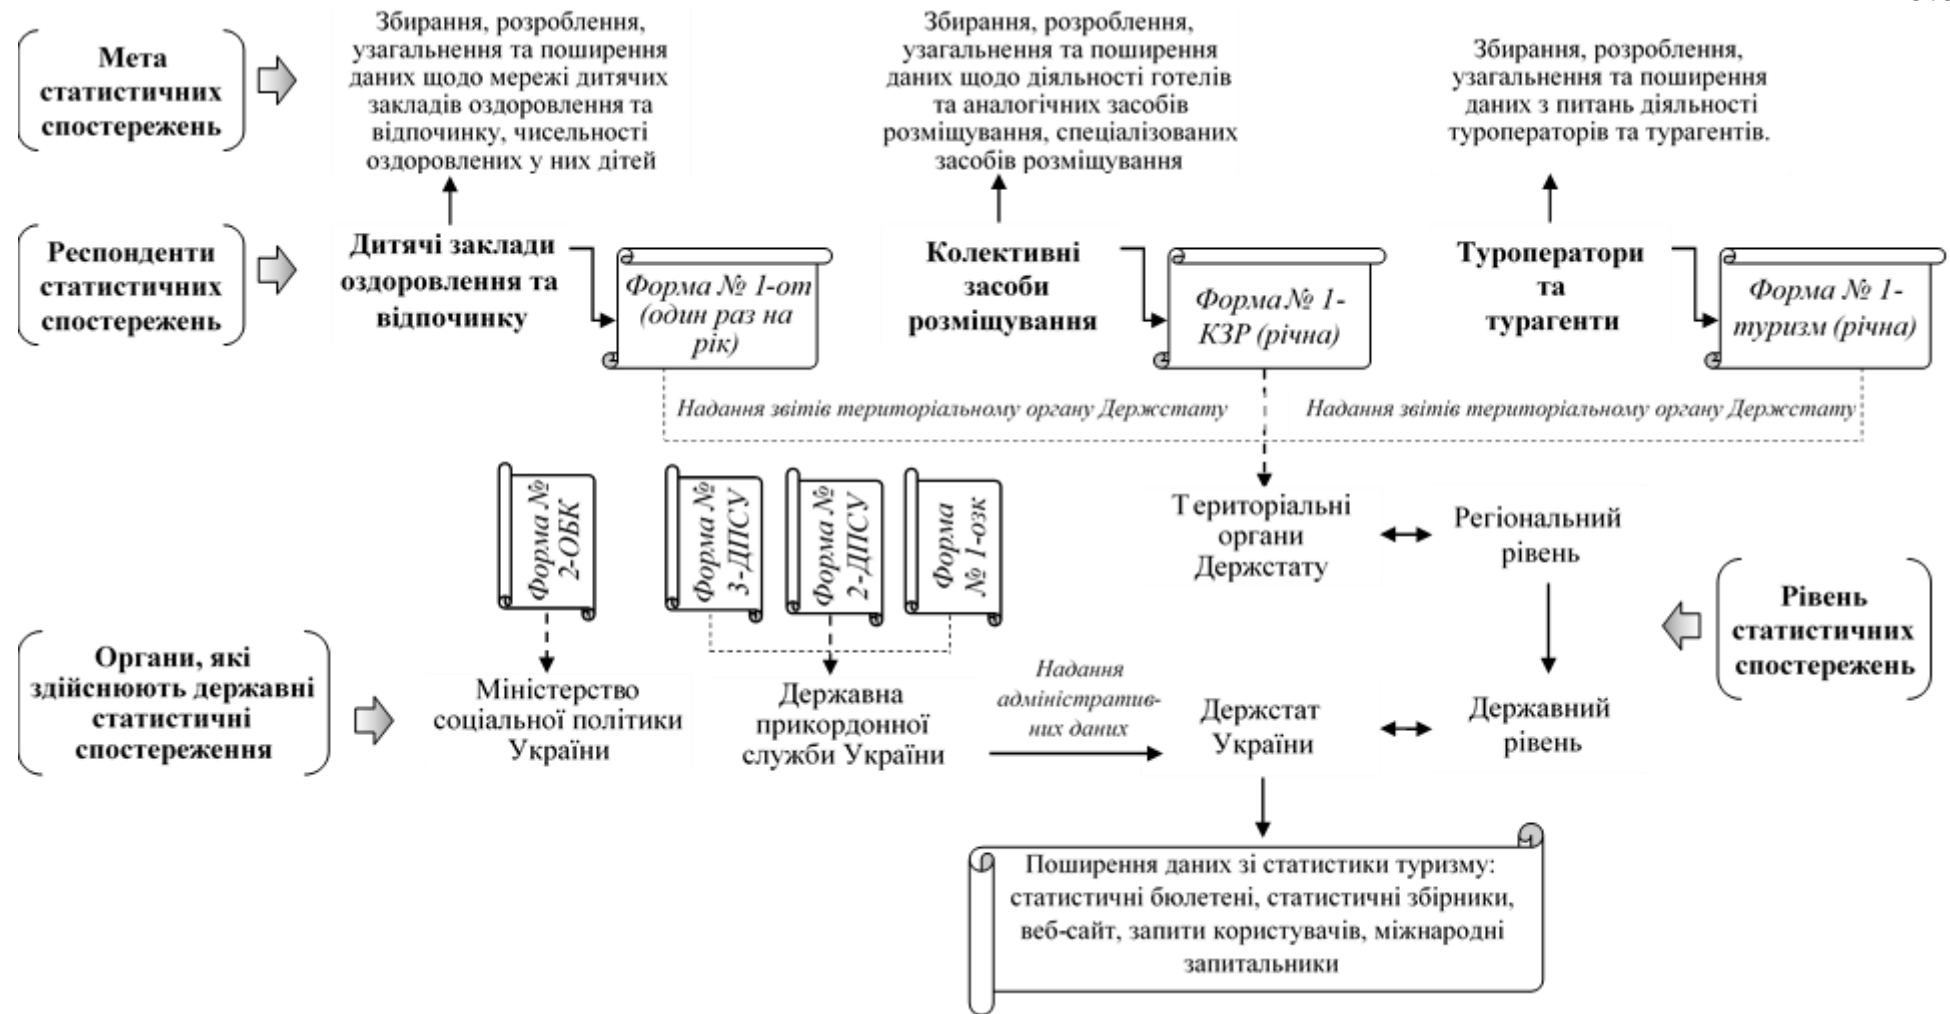 Мета
статистичних
спостережень
Збирання, розроблення,
узагальнення та поширення
даних щодо мережі дитячих
закладів оздоровлення та
відпочинку, чисельності
оздоровлених у них дітей
Збирання, розроблення,
узагальнення та поширення
даних щодо діяльності готелів
та аналогічних засобів
розміщування, спеціалізованих
засобів розміщування
Збирання, розроблення,
узагальнення та поширення
даних з питань діяльності
туроператорів та турагентів.
Респонденти
статистичних
спостережень
Дитячі заклади
оздоровлення та
відпочинку
Форма № 1-от
(один раз на
рік)
Колективні
засоби
розміщування
Форма № 1-
КЗР (річна)
Туроператори
та
турагенти
Форма № 1-
туризм (річна)
Надання звітів територіальному органу Держстату
Надання звітів територіальному органу Держстату
Форма №
2-ОБК
Форма №
3-ДПСУ
Форма №
2-ДПСУ
Форма
№ 1-озк
Територіальні
органи
Держстату
Регіональний
рівень
Рівень
статистичних
спостережень
Органи, які
здійснюють державні
статистичні
спостереження
Міністерство
соціальної політики
України
Державна
прикордонної
служби України
Надання
адміністратив-
них даних
Держстат
України
Державний
рівень
Поширення даних зі статистики туризму:
статистичні бюлетені, статистичні збірники,
веб-сайт, запити користувачів, міжнародні
запитальники